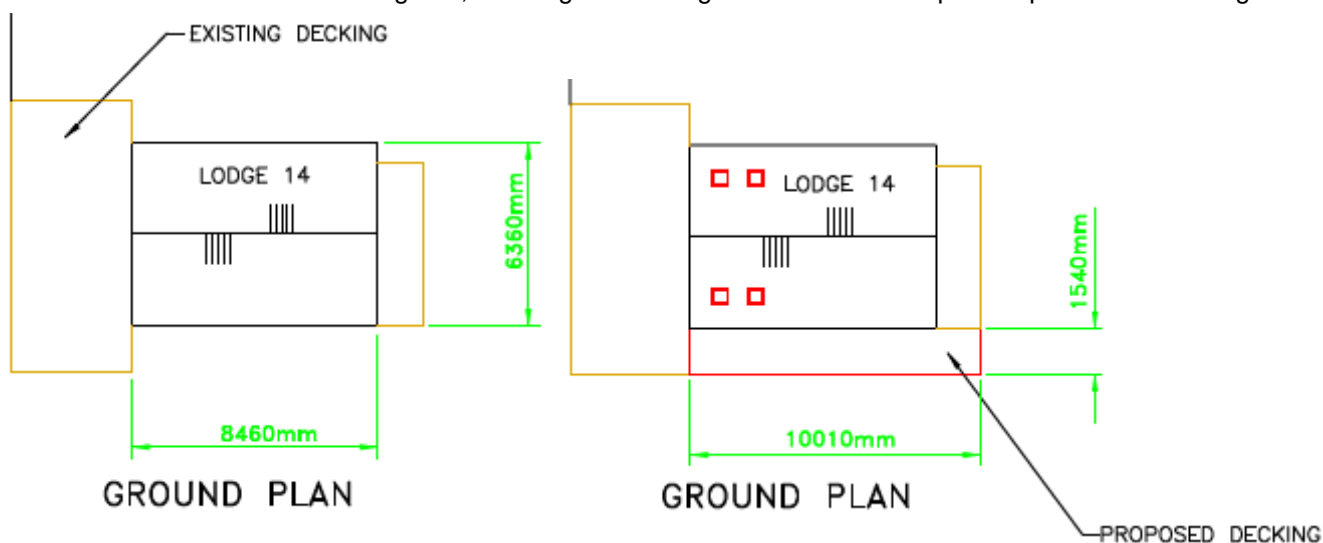 EXISTING DECKING
LODGE 14
6360mm
8460mm
GROUND PLAN
LODGE 14
1540mm
10010mm
GROUND PLAN
PROPOSED DECKING